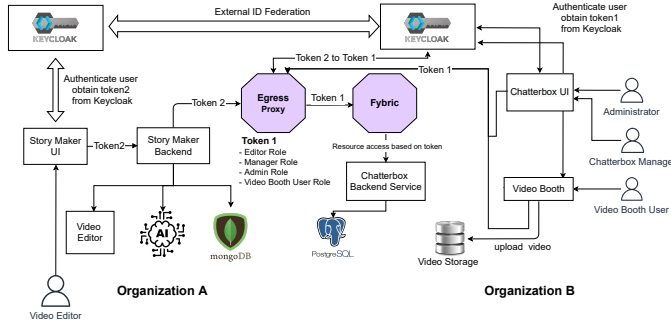 External ID Federation
KEYCLOAK
KEYCLOAK
Authenticate user
obtain token1
from Keycloak
Token 2 to Token 1
Authenticate user
obtain token2
from Keycloak
Token 1
Token 2
Egress
Proxy
Token 1
Fybric
Chatterbox UI
Administrator
Story Maker
UI
Token2
Story Maker
Backend
Token 1
- Editor Role
- Manager Role
- Admin Role
- Video Booth User Role
Resource access based on token
Chatterbox Manage
Chatterbox
Backend Service
Video Booth
Video Booth User
Video
Editor
AI
mongoDB
PostgreSQL
upload video
Video Storage
Organization A
Organization B
Video Editor